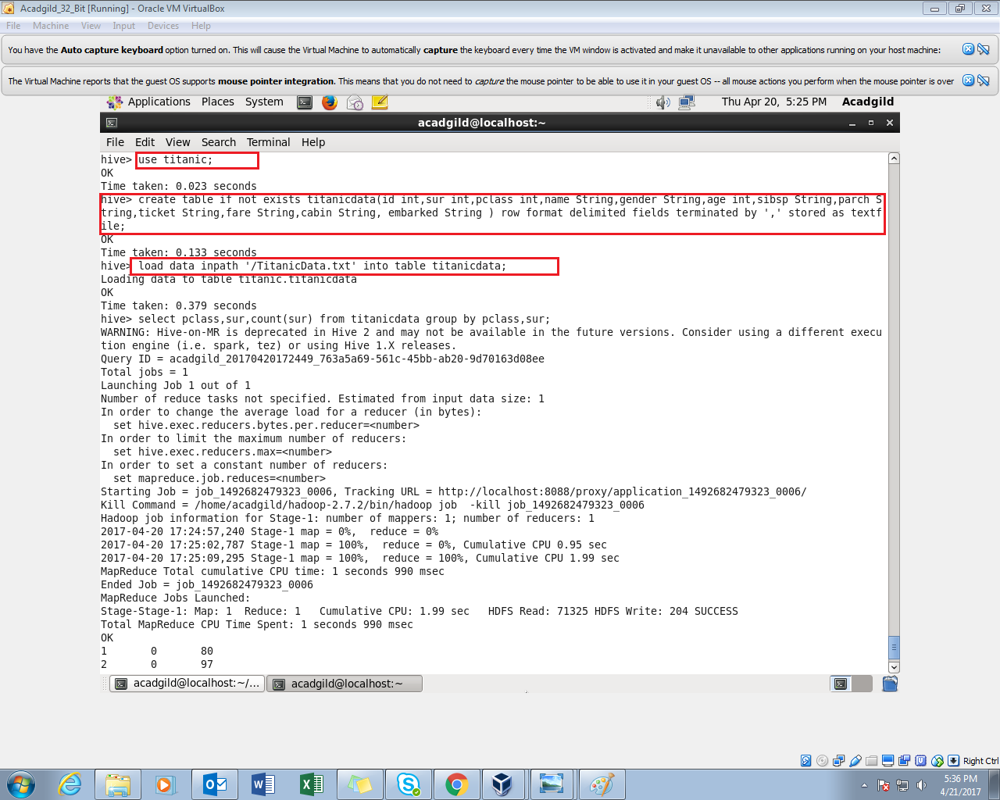 Acadgild_32_Bit [Running] - Oracle VM VirtualBox
File Machine View Input Devices Help
You have the Auto capture keyboard option turned on. This will cause the Virtual Machine to automatically capture the keyboard every time the VM window is activated and make it unavailable to other applications running on your host machine:
The Virtual Machine reports that the guest OS supports mouse pointer integration. This means that you do not need to capture the mouse pointer to be able to use it in your guest OS -- all mouse actions you perform when the mouse pointer is over
Applications Places System Thu Apr 20, 5:25 PM Acadgild
acadgild@localhost:~
File Edit View Search Terminal Help
hive> use titanic;
OK
Time taken: 0.023 seconds
hive> create table if not exists titanicdata(id int,sur int,pclass int,name String,gender String,age int,sibsp String,parch S
tring,ticket String,fare String,cabin String, embarked String ) row format delimited fields terminated by ',' stored as textf
ile;
OK
Time taken: 0.133 seconds
hive> load data inpath '/TitanicData.txt' into table titanicdata;
Loading data to table titanic.titanicdata
OK
Time taken: 0.379 seconds
hive> select pclass,sur,count(sur) from titanicdata group by pclass,sur;
WARNING: Hive-on-MR is deprecated in Hive 2 and may not be available in the future versions. Consider using a different execu
tion engine (i.e. spark, tez) or using Hive 1.X releases.
Query ID = acadgild_20170420172449_763a5a69-561c-45bb-ab20-9d70163d08ee
Total jobs = 1
Launching Job 1 out of 1
Number of reduce tasks not specified. Estimated from input data size: 1
In order to change the average load for a reducer (in bytes):
  set hive.exec.reducers.bytes.per.reducer=<number>
In order to limit the maximum number of reducers:
  set hive.exec.reducers.max=<number>
In order to set a constant number of reducers:
  set mapreduce.job.reduces=<number>
Starting Job = job_1492682479323_0006, Tracking URL = http://localhost:8088/proxy/application_1492682479323_0006/
Kill Command = /home/acadgild/hadoop-2.7.2/bin/hadoop job  -kill job_1492682479323_0006
Hadoop job information for Stage-1: number of mappers: 1; number of reducers: 1
2017-04-20 17:24:57,240 Stage-1 map = 0%,  reduce = 0%
2017-04-20 17:25:02,787 Stage-1 map = 100%,  reduce = 0%, Cumulative CPU 0.95 sec
2017-04-20 17:25:09,295 Stage-1 map = 100%,  reduce = 100%, Cumulative CPU 1.99 sec
MapReduce Total cumulative CPU time: 1 seconds 990 msec
Ended Job = job_1492682479323_0006
MapReduce Jobs Launched:
Stage-Stage-1: Map: 1  Reduce: 1   Cumulative CPU: 1.99 sec   HDFS Read: 71325 HDFS Write: 204 SUCCESS
Total MapReduce CPU Time Spent: 1 seconds 990 msec
OK
1       0       80
2       0       97
acadgild@localhost:~/... acadgild@localhost:~
Right Ctrl
5:36 PM
4/21/2017